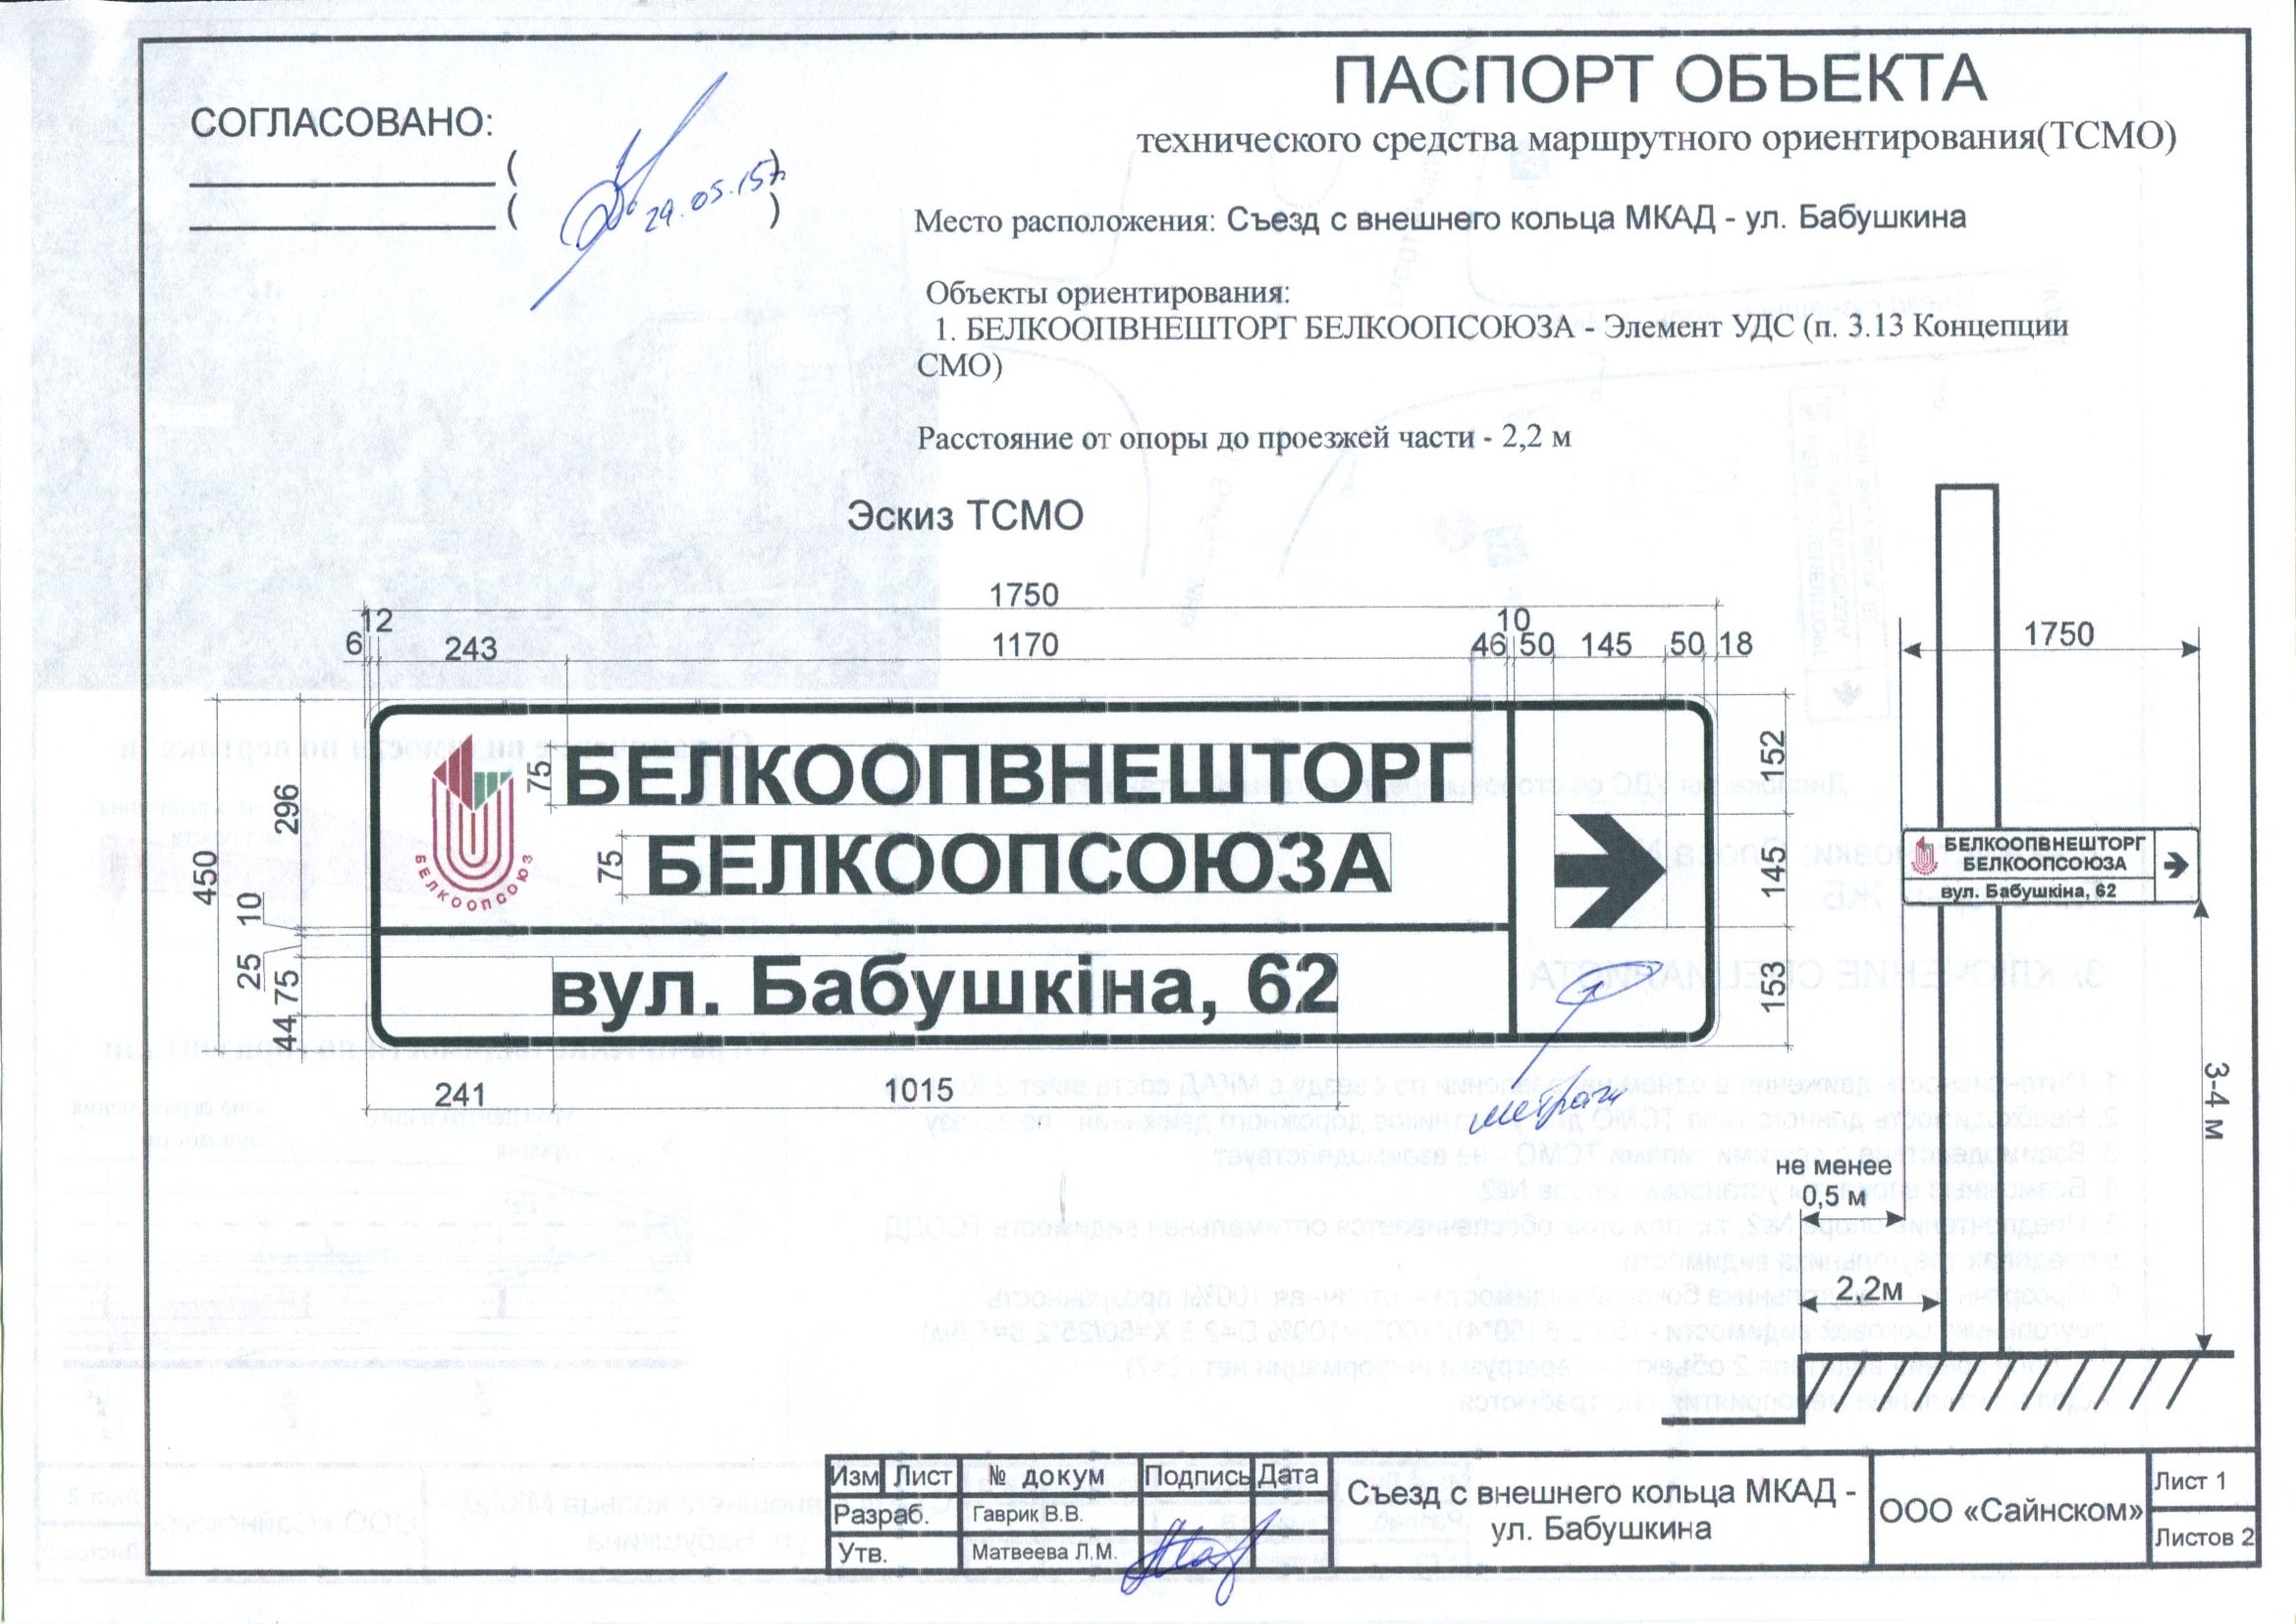 СОГЛАСОВАНО:
( )
( )
29.05.15г
ПАСПОРТ ОБЪЕКТА
технического средства маршрутного ориентирования(ТСМО)
Место расположения: Съезд с внешнего кольца МКАД - ул. Бабушкина
Объекты ориентирования:
1. БЕЛКООПВНЕШТОРГ БЕЛКООПСОЮЗА - Элемент УДС (п. 3.13 Концепции
СМО)
Расстояние от опоры до проезжей части - 2,2 м
Эскиз ТСМО
1750
6 12 243 1170 46 10 50 145 50 18
450
296
10
25
75
44
75
75
БЕЛКООПСОЮЗ
БЕЛКООПВНЕШТОРГ
БЕЛКООПСОЮЗА
вул. Бабушкіна, 62
152
145
153
241 1015
1750
БЕЛКООПВНЕШТОРГ
БЕЛКООПСОЮЗА
вул. Бабушкіна, 62
3-4 м
не менее
0,5 м
2,2м
Изм Лист № докум Подпись Дата
Разраб. Гаврик В.В.
Утв. Матвеева Л.М.
Съезд с внешнего кольца МКАД -
ул. Бабушкина
ООО «Сайнском»
Лист 1
Листов 2